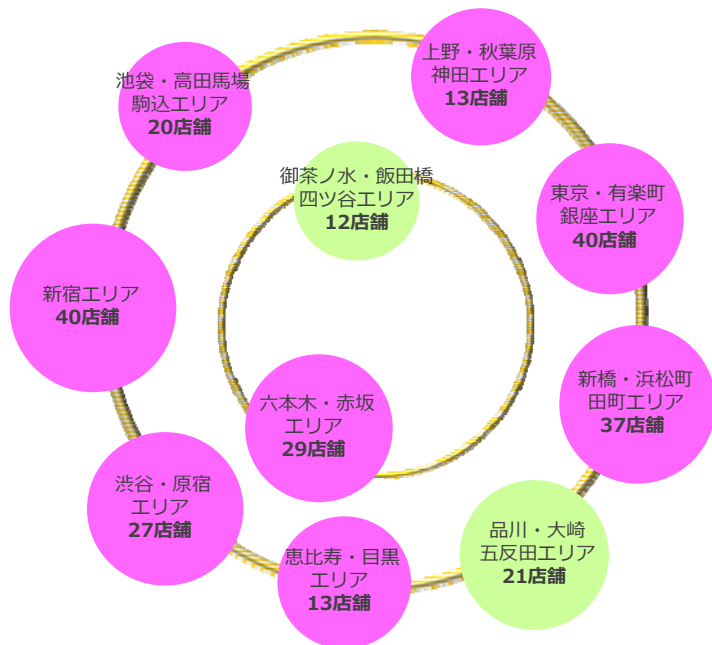 池袋・高田馬場
駒込エリア
20店舗
上野・秋葉原
神田エリア
13店舗
御茶ノ水・飯田橋
四ツ谷エリア
12店舗
東京・有楽町
銀座エリア
40店舗
新宿エリア
40店舗
新橋・浜松町
田町エリア
37店舗
六本木・赤坂
エリア
29店舗
渋谷・原宿
エリア
27店舗
恵比寿・目黒
エリア
13店舗
品川・大崎
五反田エリア
21店舗